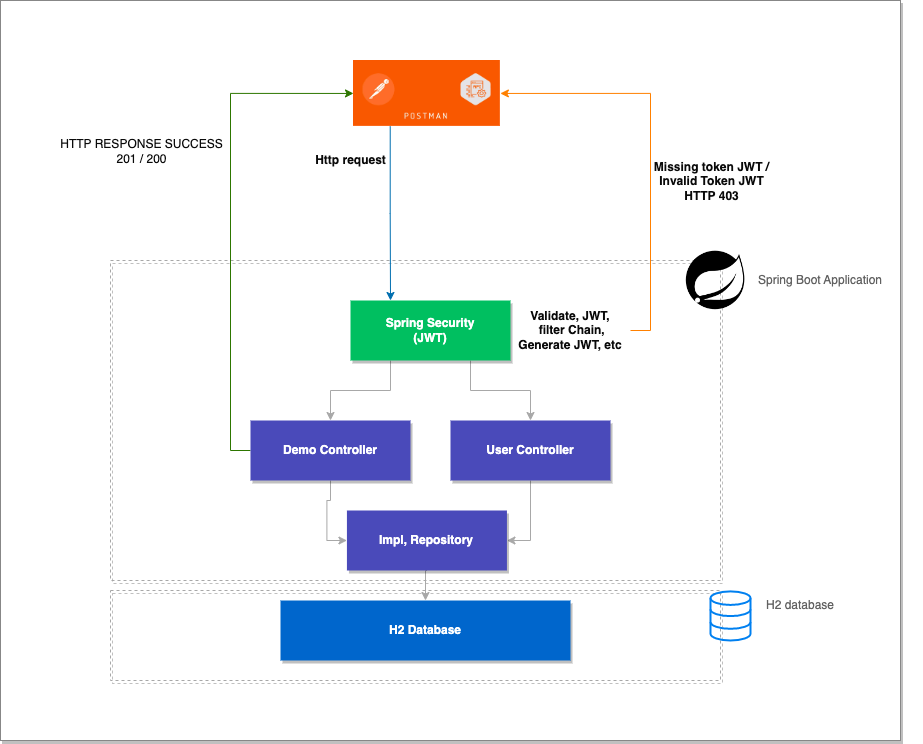 POSTMAN
HTTP RESPONSE SUCCESS
201 / 200
Http request
Missing token JWT /
Invalid Token JWT
HTTP 403
Spring Boot Application
Spring Security
(JWT)
Validate, JWT,
filter Chain,
Generate JWT, etc
Demo Controller
User Controller
Impl, Repository
H2 Database
H2 database